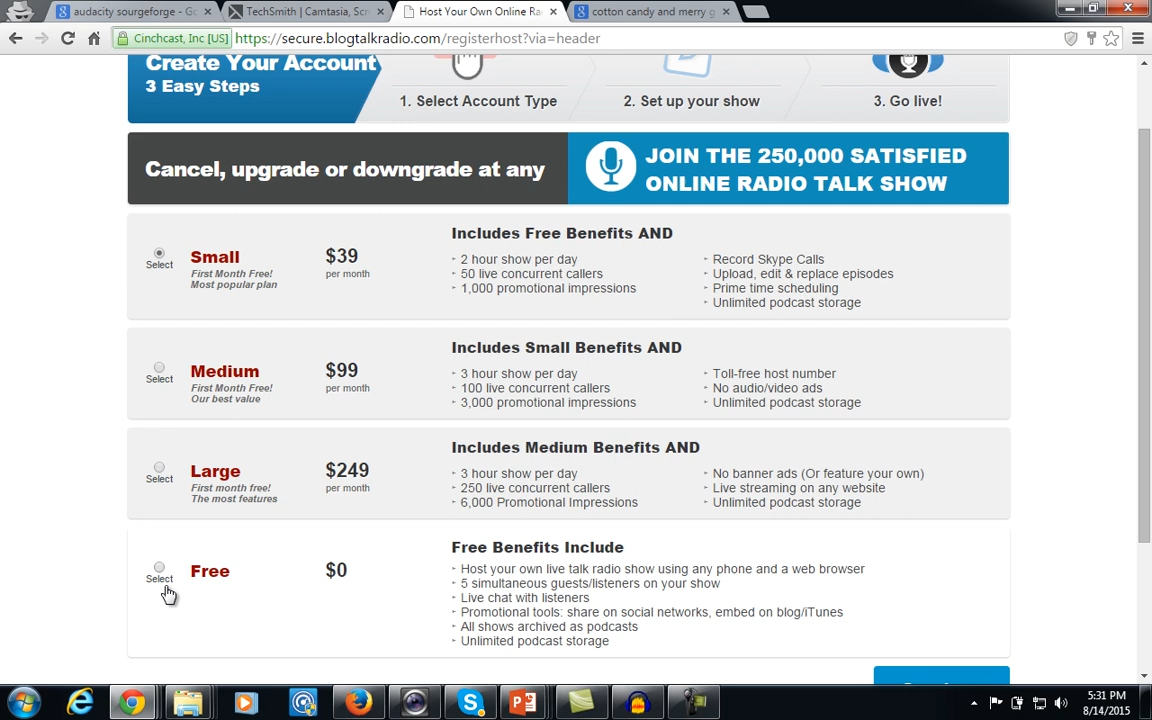 audacity sourgeforge - Go
TechSmith | Camtasia, Scr
Host Your Own Online Ra
cotton candy and merry g
Cinchcast, Inc [US]
https://secure.blogtalkradio.com/registerhost?via=header
Create Your Account
3 Easy Steps
1. Select Account Type
2. Set up your show
3. Go live!
Cancel, upgrade or downgrade at any
JOIN THE 250,000 SATISFIED
ONLINE RADIO TALK SHOW
Select
Small
First Month Free!
Most popular plan
$39
per month
Includes Free Benefits AND
2 hour show per day
50 live concurrent callers
1,000 promotional impressions
Record Skype Calls
Upload, edit & replace episodes
Prime time scheduling
Unlimited podcast storage
Select
Medium
First Month Free!
Our best value
$99
per month
Includes Small Benefits AND
3 hour show per day
100 live concurrent callers
3,000 promotional impressions
Toll-free host number
No audio/video ads
Unlimited podcast storage
Select
Large
First month free!
The most features
$249
per month
Includes Medium Benefits AND
3 hour show per day
250 live concurrent callers
6,000 Promotional Impressions
No banner ads (Or feature your own)
Live streaming on any website
Unlimited podcast storage
Select
Free
$0
Free Benefits Include
Host your own live talk radio show using any phone and a web browser
5 simultaneous guests/listeners on your show
Live chat with listeners
Promotional tools: share on social networks, embed on blog/iTunes
All shows archived as podcasts
Unlimited podcast storage
5:31 PM
8/14/2015